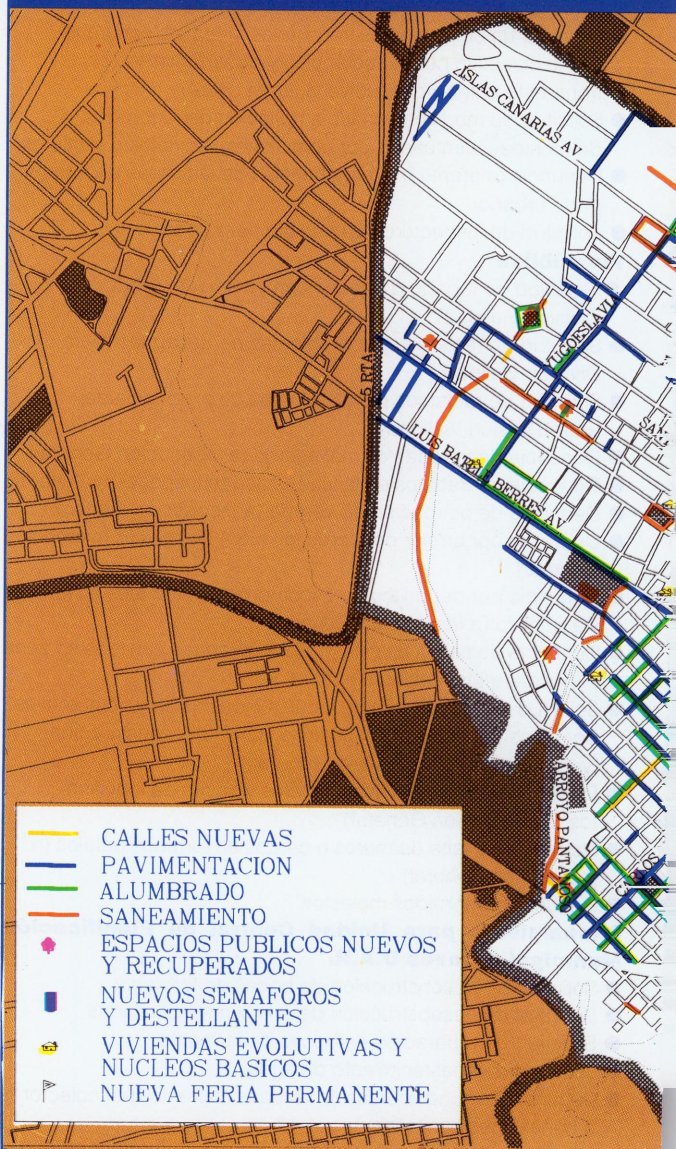 ISLAS CANARIAS AV
YUGOESLAVI
5 RTA
LUIS BATLLE BERRES AV
ARROYO PANTANOSO
CALLES NUEVAS
PAVIMENTACION
ALUMBRADO
SANEAMIENTO
ESPACIOS PUBLICOS NUEVOS
Y RECUPERADOS
NUEVOS SEMAFOROS
Y DESTELLANTES
VIVIENDAS EVOLUTIVAS Y
NUCLEOS BASICOS
NUEVA FERIA PERMANENTE